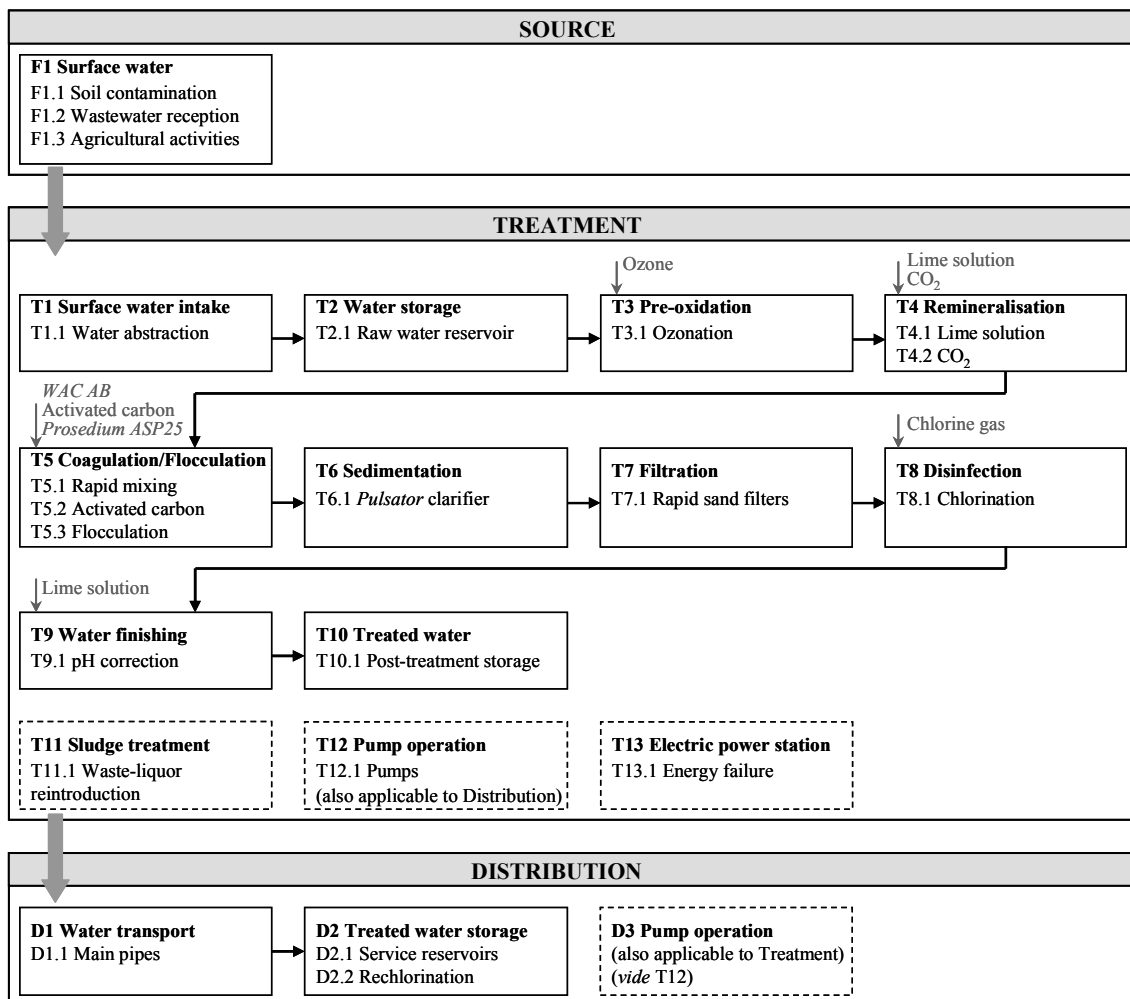 SOURCE
F1 Surface water
F1.1 Soil contamination
F1.2 Wastewater reception
F1.3 Agricultural activities
TREATMENT
Ozone
Lime solution
CO2
T1 Surface water intake
T1.1 Water abstraction
T2 Water storage
T2.1 Raw water reservoir
T3 Pre-oxidation
T3.1 Ozonation
T4 Remineralisation
T4.1 Lime solution
T4.2 CO2
WAC AB
Activated carbon
Prosedium ASP25
Chlorine gas
T5 Coagulation/Flocculation
T5.1 Rapid mixing
T5.2 Activated carbon
T5.3 Flocculation
T6 Sedimentation
T6.1 Pulsator clarifier
T7 Filtration
T7.1 Rapid sand filters
T8 Disinfection
T8.1 Chlorination
Lime solution
T9 Water finishing
T9.1 pH correction
T10 Treated water
T10.1 Post-treatment storage
T11 Sludge treatment
T11.1 Waste-liquor
reintroduction
T12 Pump operation
T12.1 Pumps
(also applicable to Distribution)
T13 Electric power station
T13.1 Energy failure
DISTRIBUTION
D1 Water transport
D1.1 Main pipes
D2 Treated water storage
D2.1 Service reservoirs
D2.2 Rechlorination
D3 Pump operation
(also applicable to Treatment)
(vide T12)